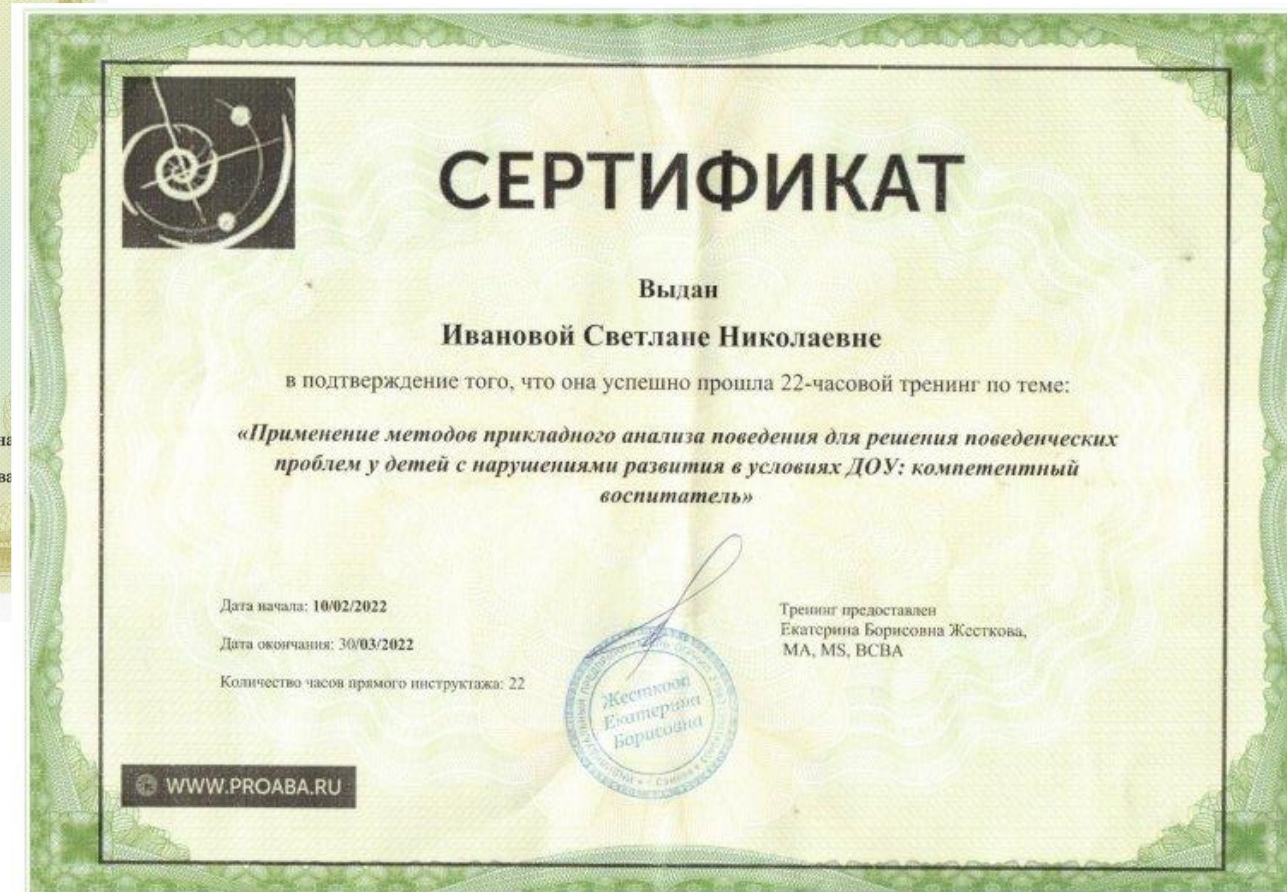 СЕРТИФИКАТ
Выдан
Ивановой Светлане Николаевне
в подтверждение того, что она успешно прошла 22-часовой тренинг по теме:
«Применение методов прикладного анализа поведения для решения поведенческих
проблем у детей с нарушениями развития в условиях ДОУ: компетентный
воспитатель»
Дата начала: 10/02/2022
Дата окончания: 30/03/2022
Количество часов прямого инструктажа: 22
Тренинг предоставлен
Екатерина Борисовна Жесткова,
MA, MS, BCBA
Жесткова
Екатерина
Борисовна
WWW.PROABA.RU
на
ва